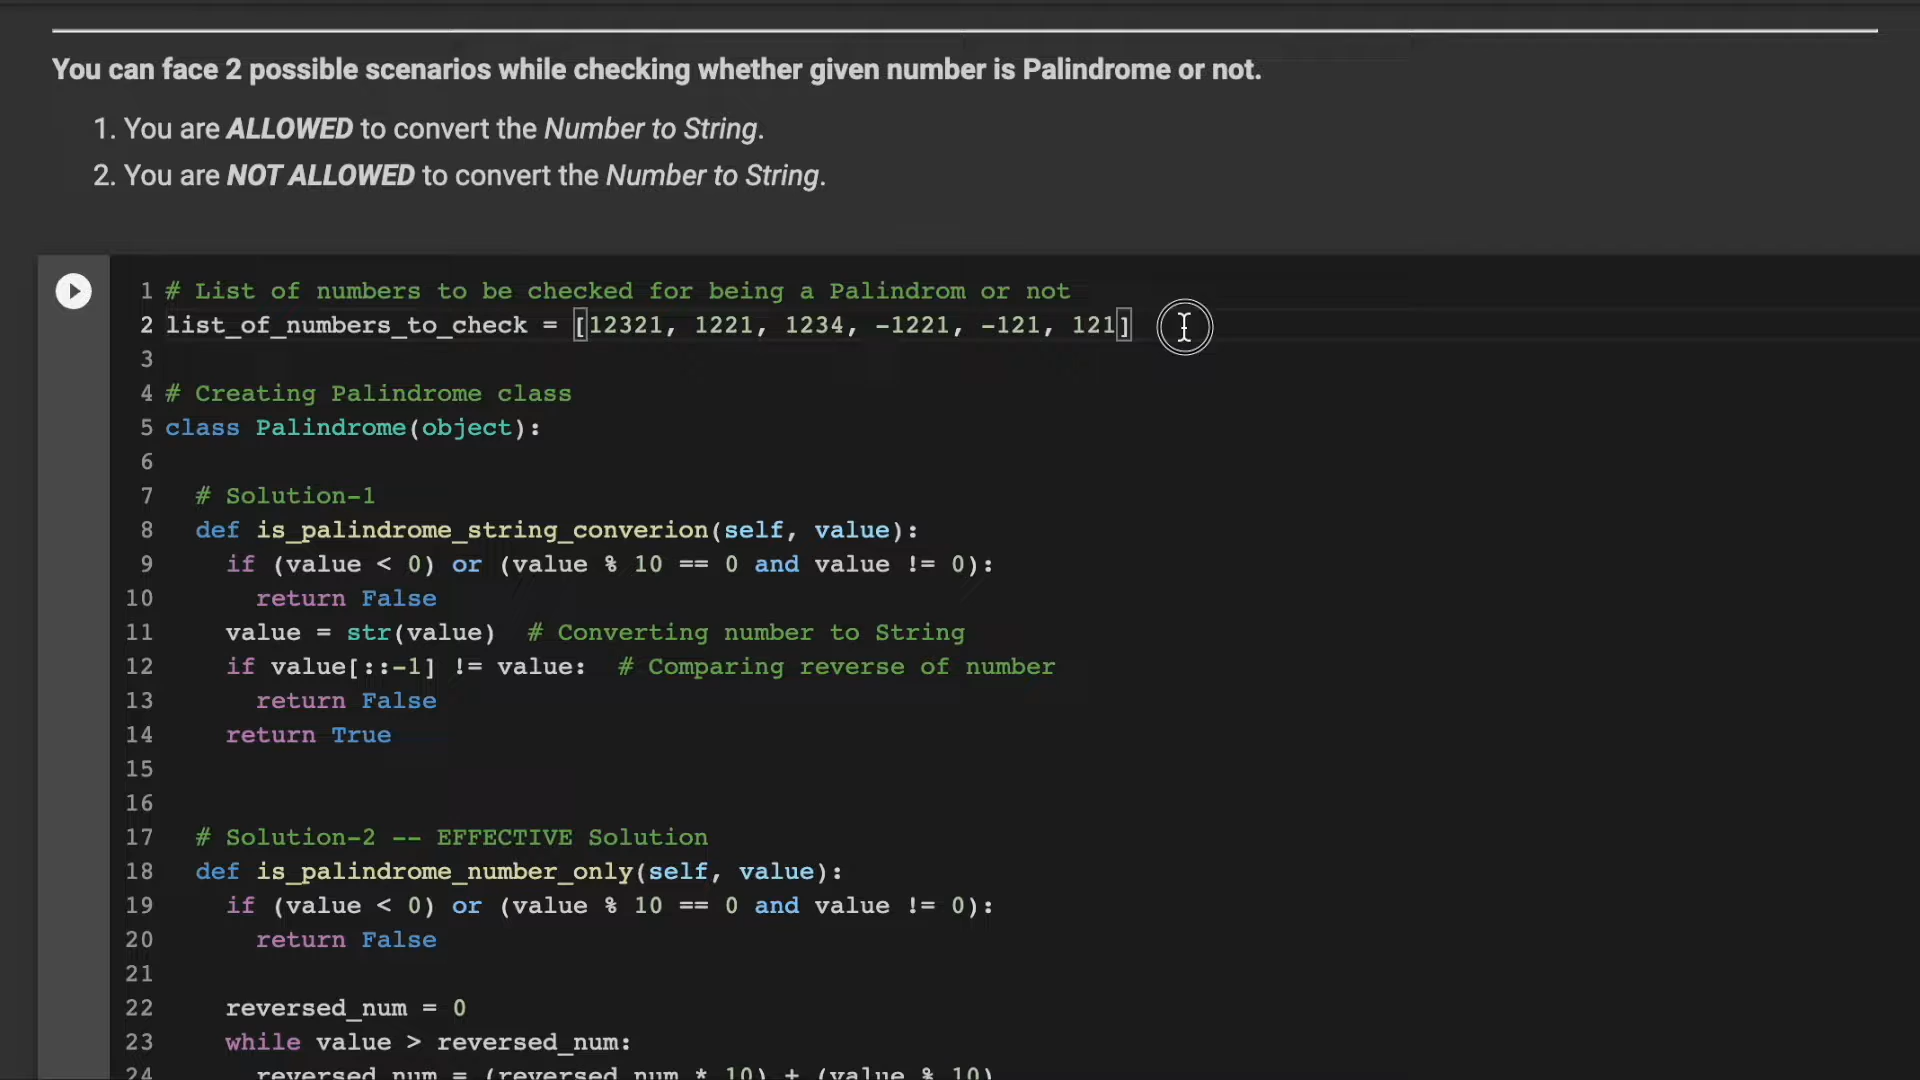 You can face 2 possible scenarios while checking whether given number is Palindrome or not.
1. You are ALLOWED to convert the Number to String.
2. You are NOT ALLOWED to convert the Number to String.
1 # List of numbers to be checked for being a Palindrom or not
2 list_of_numbers_to_check = [12321, 1221, 1234, -1221, -121, 121]
3
4 # Creating Palindrome class
5 class Palindrome(object):
6
7 # Solution-1
8 def is_palindrome_string_converion(self, value):
9 if (value < 0) or (value % 10 == 0 and value != 0):
10 return False
11 value = str(value) # Converting number to String
12 if value[::-1] != value: # Comparing reverse of number
13 return False
14 return True
15
16
17 # Solution-2 -- EFFECTIVE Solution
18 def is_palindrome_number_only(self, value):
19 if (value < 0) or (value % 10 == 0 and value != 0):
20 return False
21
22 reversed_num = 0
23 while value > reversed_num:
24 reversed_num = (reversed_num * 10) + (value % 10)